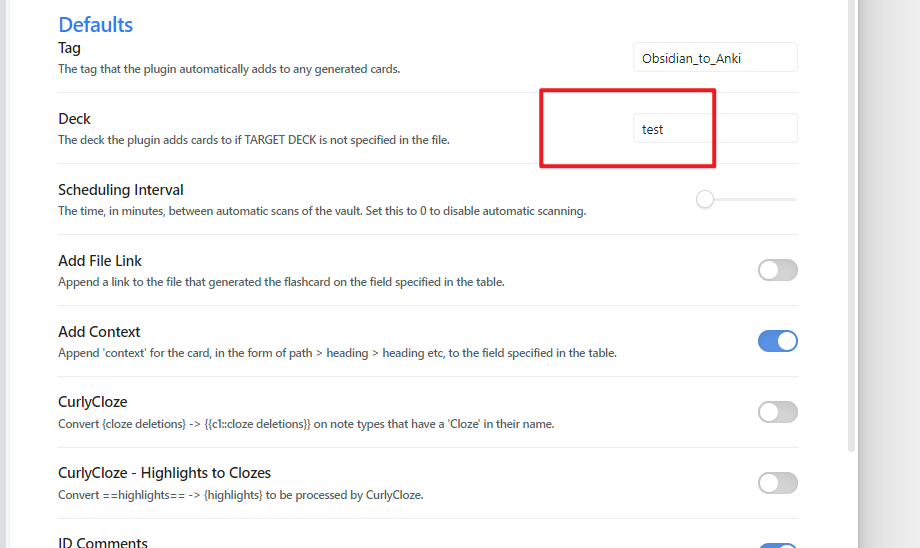 Defaults
Tag
The tag that the plugin automatically adds to any generated cards.
Obsidian_to_Anki
Deck
The deck the plugin adds cards to if TARGET DECK is not specified in the file.
test
Scheduling Interval
The time, in minutes, between automatic scans of the vault. Set this to 0 to disable automatic scanning.
Add File Link
Append a link to the file that generated the flashcard on the field specified in the table.
Add Context
Append 'context' for the card, in the form of path > heading > heading etc, to the field specified in the table.
CurlyCloze
Convert {cloze deletions} -> {{c1::cloze deletions}} on note types that have a 'Cloze' in their name.
CurlyCloze - Highlights to Clozes
Convert ==highlights== -> {highlights} to be processed by CurlyCloze.
ID Comments